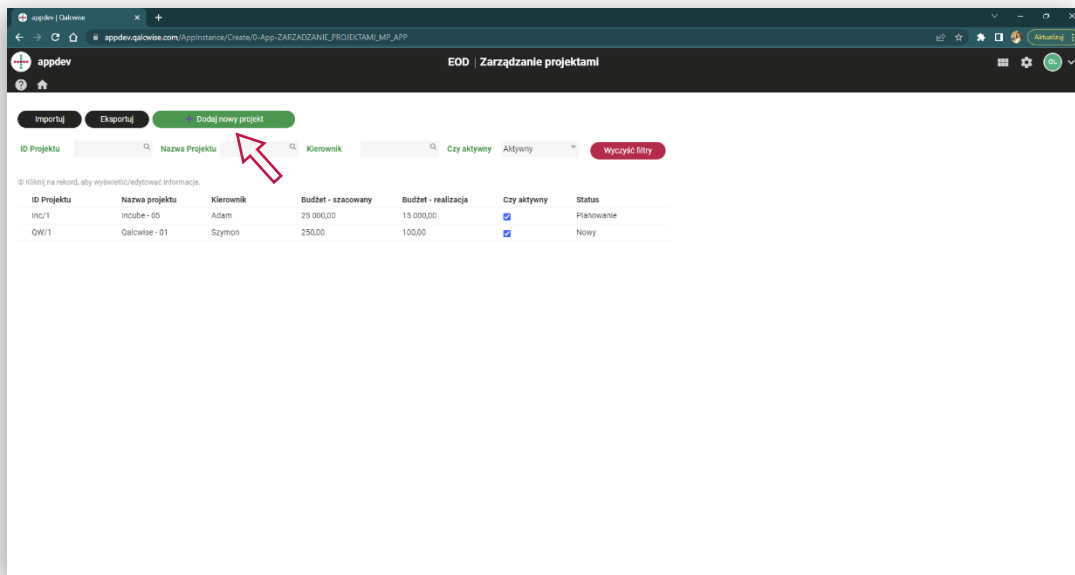 appdev | Qalcwise
appdev.qalcwise.com/AppInstance/Create/0-App-ZARZADZANIE_PROJEKTAMI_MP_APP
Aktualizuj
appdev
EOD | Zarządzanie projektami
OL
Importuj Eksportuj Dodaj nowy projekt
ID Projektu Nazwa Projektu Kierownik Czy aktywny Aktywny Wyczyść filtry
Kliknij na rekord, aby wyświetlić/edytować informacje.
ID Projektu Nazwa projektu Kierownik Budżet - szacowany Budżet - realizacja Czy aktywny Status
Inc/1 Incube - 05 Adam 25 000,00 15 000,00 Planowanie
QW/1 Qalcwise - 01 Szymon 250,00 100,00 Nowy